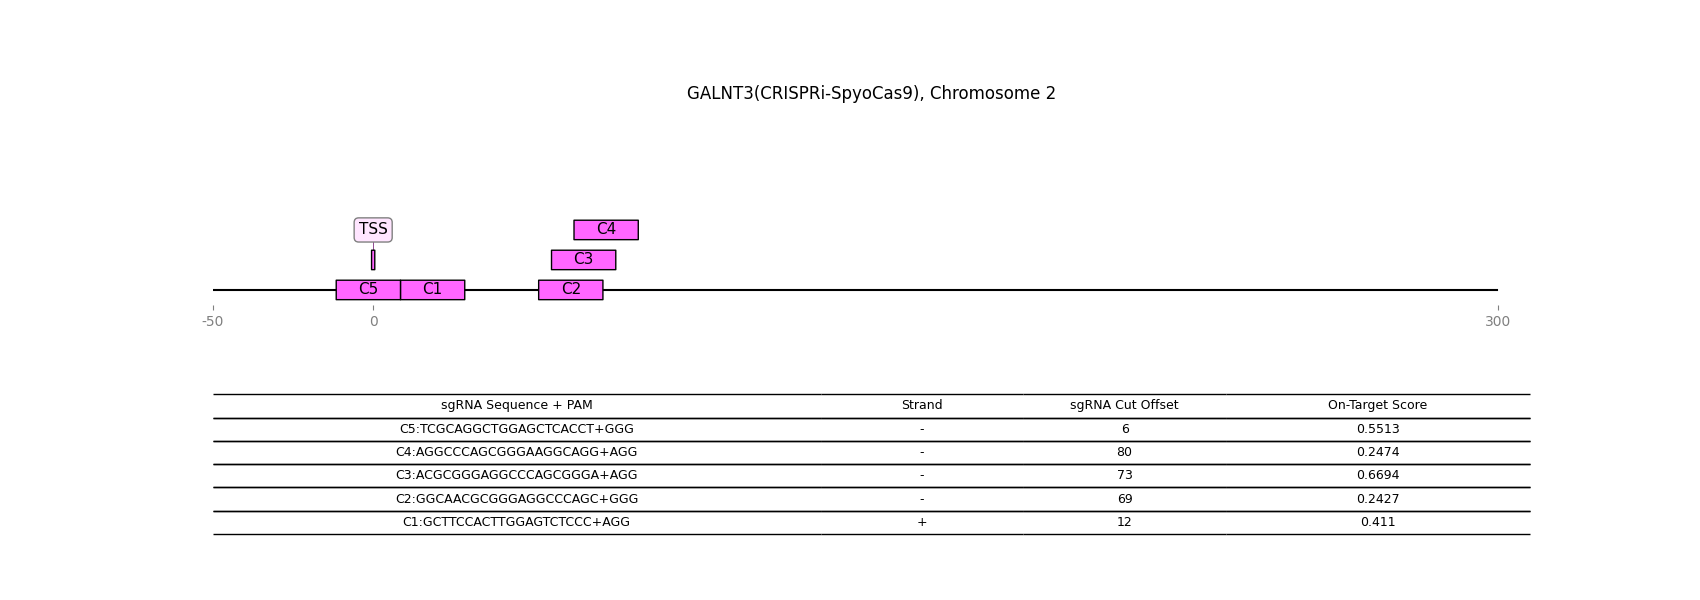 GALNT3(CRISPRi-SpyoCas9), Chromosome 2
TSS C4
C3
C5 C1 C2
-50 0 300
sgRNA Sequence + PAM Strand sgRNA Cut Offset On-Target Score
C5:TCGCAGGCTGGAGCTCACCT+GGG - 6 0.5513
C4:AGGCCCAGCGGGAAGGCAGG+AGG - 80 0.2474
C3:ACGCGGGAGGCCCAGCGGGA+AGG - 73 0.6694
C2:GGCAACGCGGGAGGCCCAGC+GGG - 69 0.2427
C1:GCTTCCACTTGGAGTCTCCC+AGG + 12 0.411